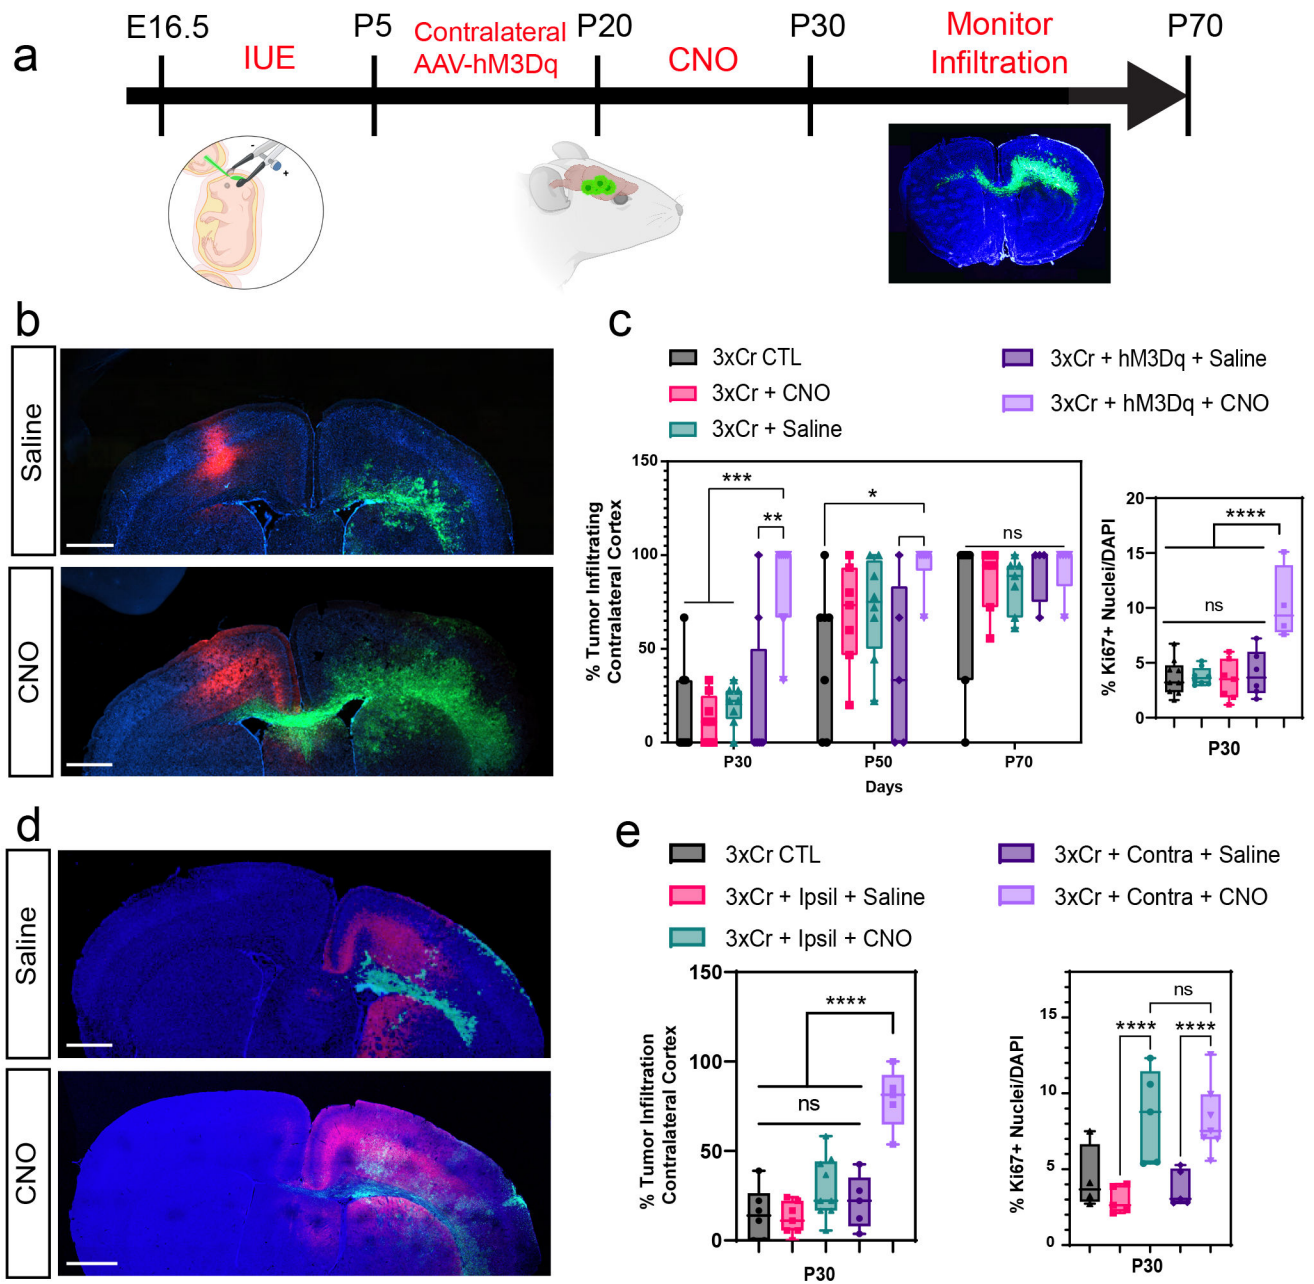 a
E16.5 P5 P20 P30 P70
IUE
Contralateral
AAV-hM3Dq
CNO
Monitor
Infiltration
- +
b
Saline
CNO
c
3xCr CTL
3xCr + CNO
3xCr + Saline
3xCr + hM3Dq + Saline
3xCr + hM3Dq + CNO
% Tumor Infiltrating
Contralateral Cortex
150
100
50
0
***
**
*
ns
P30 P50 P70
Days
% Ki67+ Nuclei/DAPI
20
15
10
5
0
****
ns
P30
d
Saline
CNO
e
3xCr CTL
3xCr + Ipsil + Saline
3xCr + Ipsil + CNO
3xCr + Contra + Saline
3xCr + Contra + CNO
% Tumor Infiltration
Contralateral Cortex
150
100
50
0
****
ns
P30
% Ki67+ Nuclei/DAPI
15
10
5
0
ns
**** ****
P30